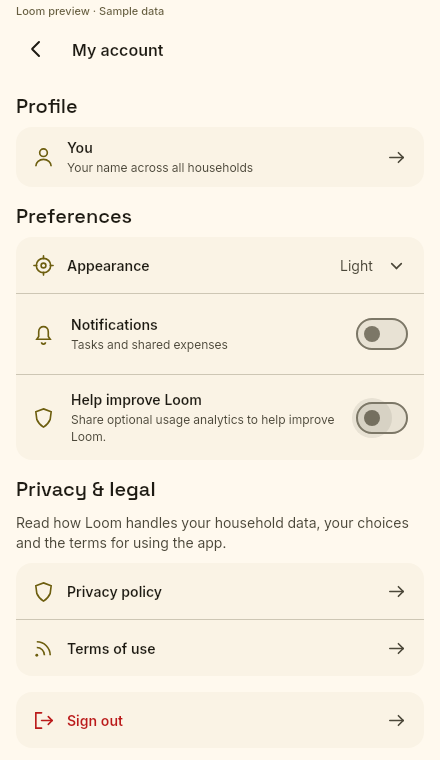 Loom preview · Sample data
My account
Profile
You
Your name across all households
Preferences
Appearance
Light
Notifications
Tasks and shared expenses
Help improve Loom
Share optional usage analytics to help improve
Loom.
Privacy & legal
Read how Loom handles your household data, your choices
and the terms for using the app.
Privacy policy
Terms of use
Sign out